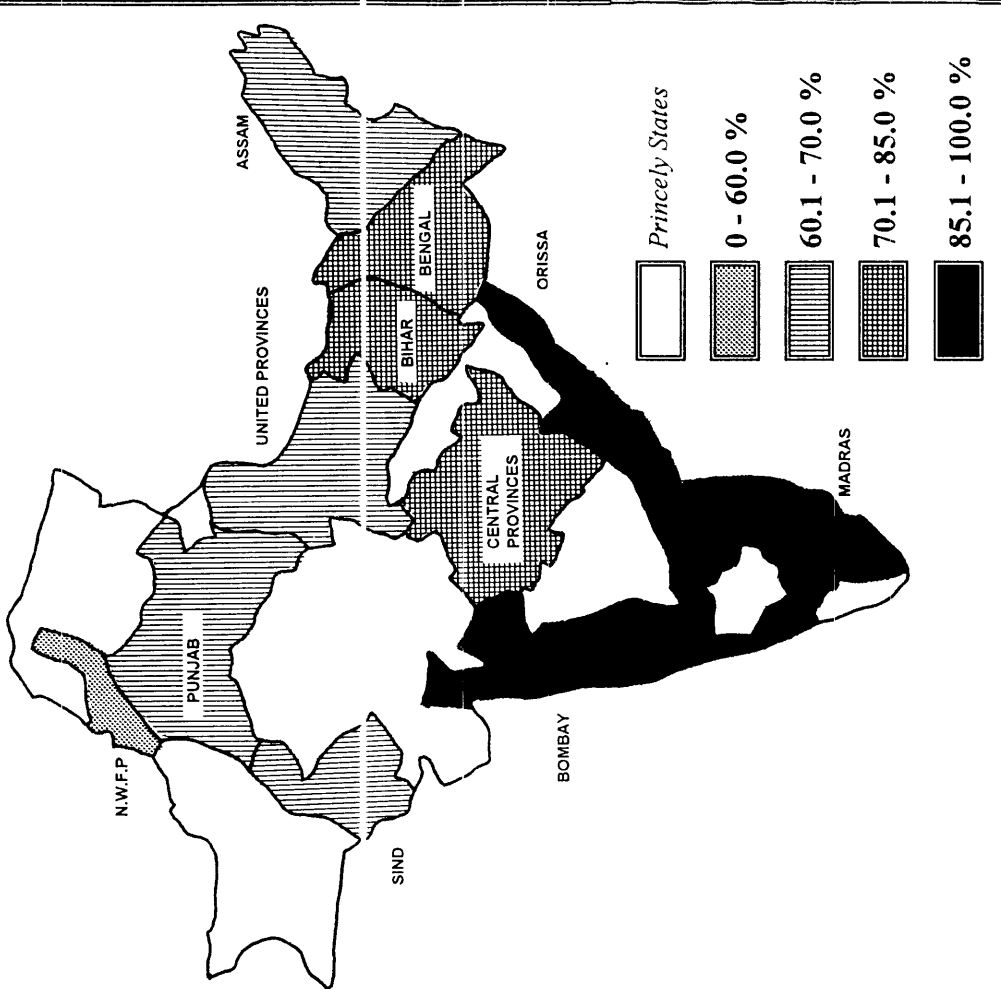 N.W.F.P
PUNJAB
UNITED PROVINCES
ASSAM
SIND
BIHAR
BENGAL
CENTRAL
PROVINCES
ORISSA
BOMBAY
MADRAS
Princely States
0 - 60.0 %
60.1 - 70.0 %
70.1 - 85.0 %
85.1 - 100.0 %